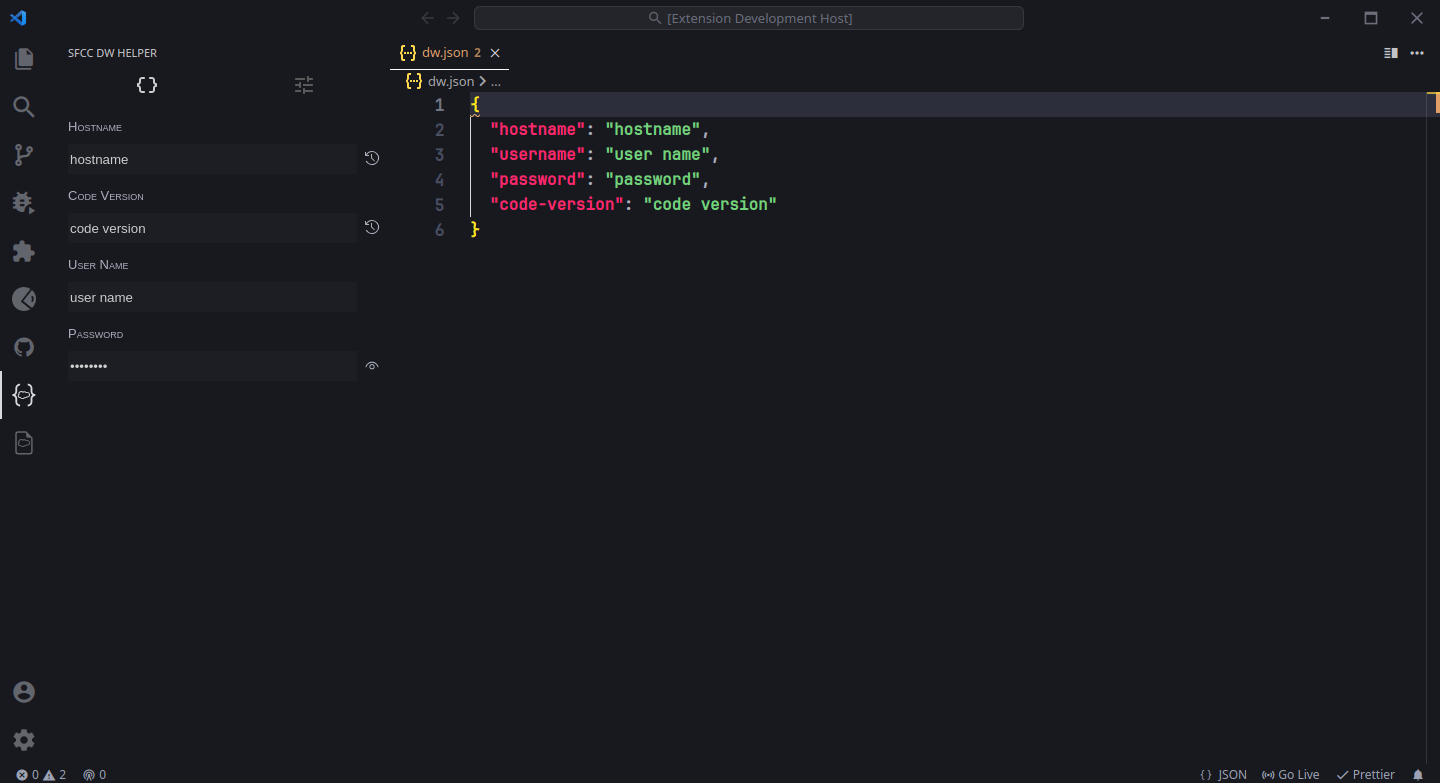 [Extension Development Host]
SFCC DW HELPER
Hostname
hostname
Code Version
code version
User Name
user name
Password
••••••••
dw.json 2
dw.json > ...
1 {
2 "hostname": "hostname",
3 "username": "user name",
4 "password": "password",
5 "code-version": "code version"
6 }
0 2 0
{ } JSON Go Live Prettier